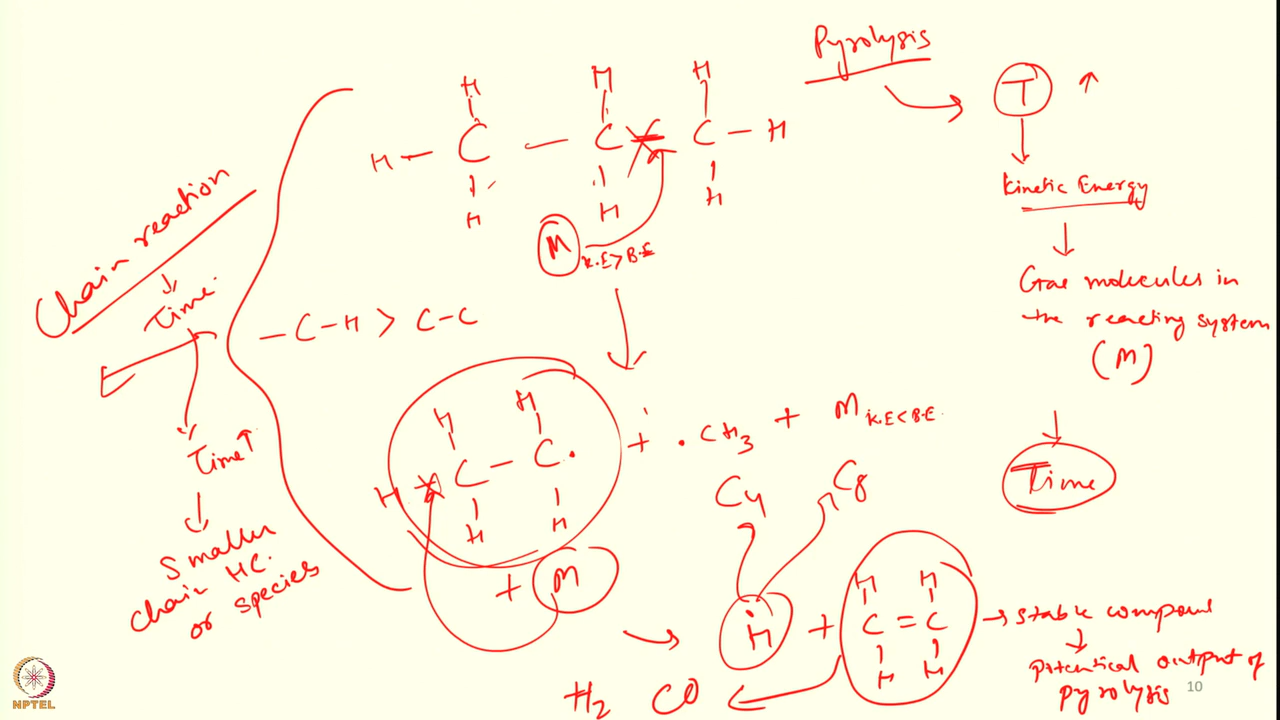 Pyrolysis
T ↑
Kinetic Energy
Gas molecules in
the reacting system
(M)
Time
H H H
H - C - C C - H
H H H
M K.E > B.E
Chain reaction
Time
Time ↑
Smaller
chain HC.
or species
- C - H > C - C
H H
H C - C •
H H
+ • CH3 + M K.E < B.E
+ M
C4 C8
H + 
H H
C = C
H H
→ stable compoun
potential output of
pyrolysis
H2 CO
NPTEL
10